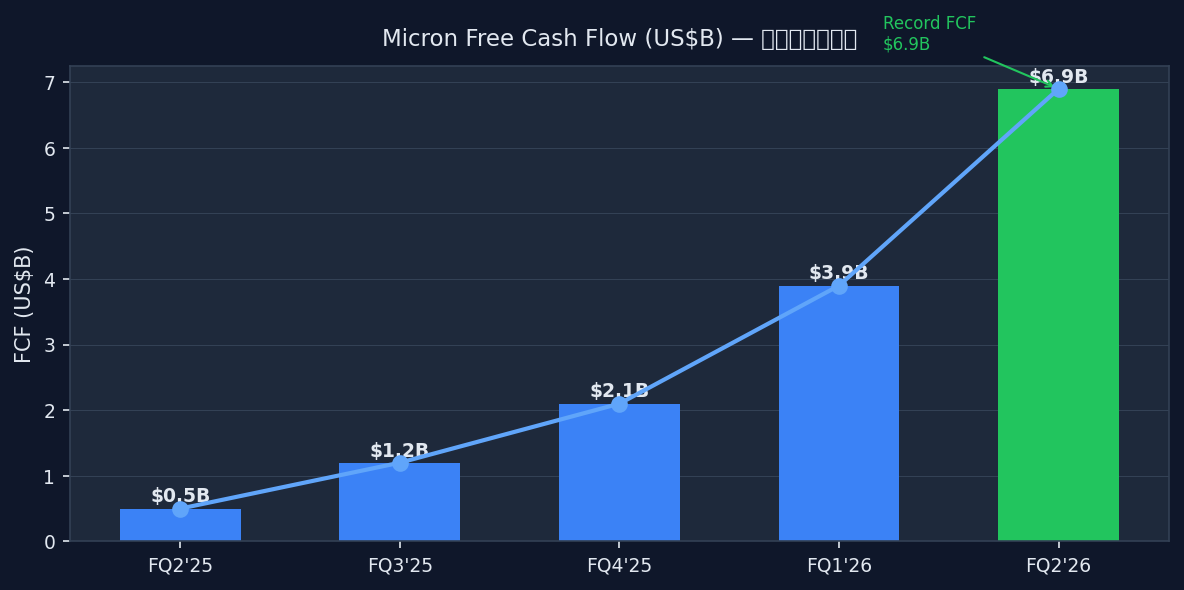 Record FCF
$6.9B
Micron Free Cash Flow (US$B) —
FCF (US$B)
7
6
5
4
3
2
1
0
$0.5B
$1.2B
$2.1B
$3.9B
$6.9B
FQ2'25
FQ3'25
FQ4'25
FQ1'26
FQ2'26